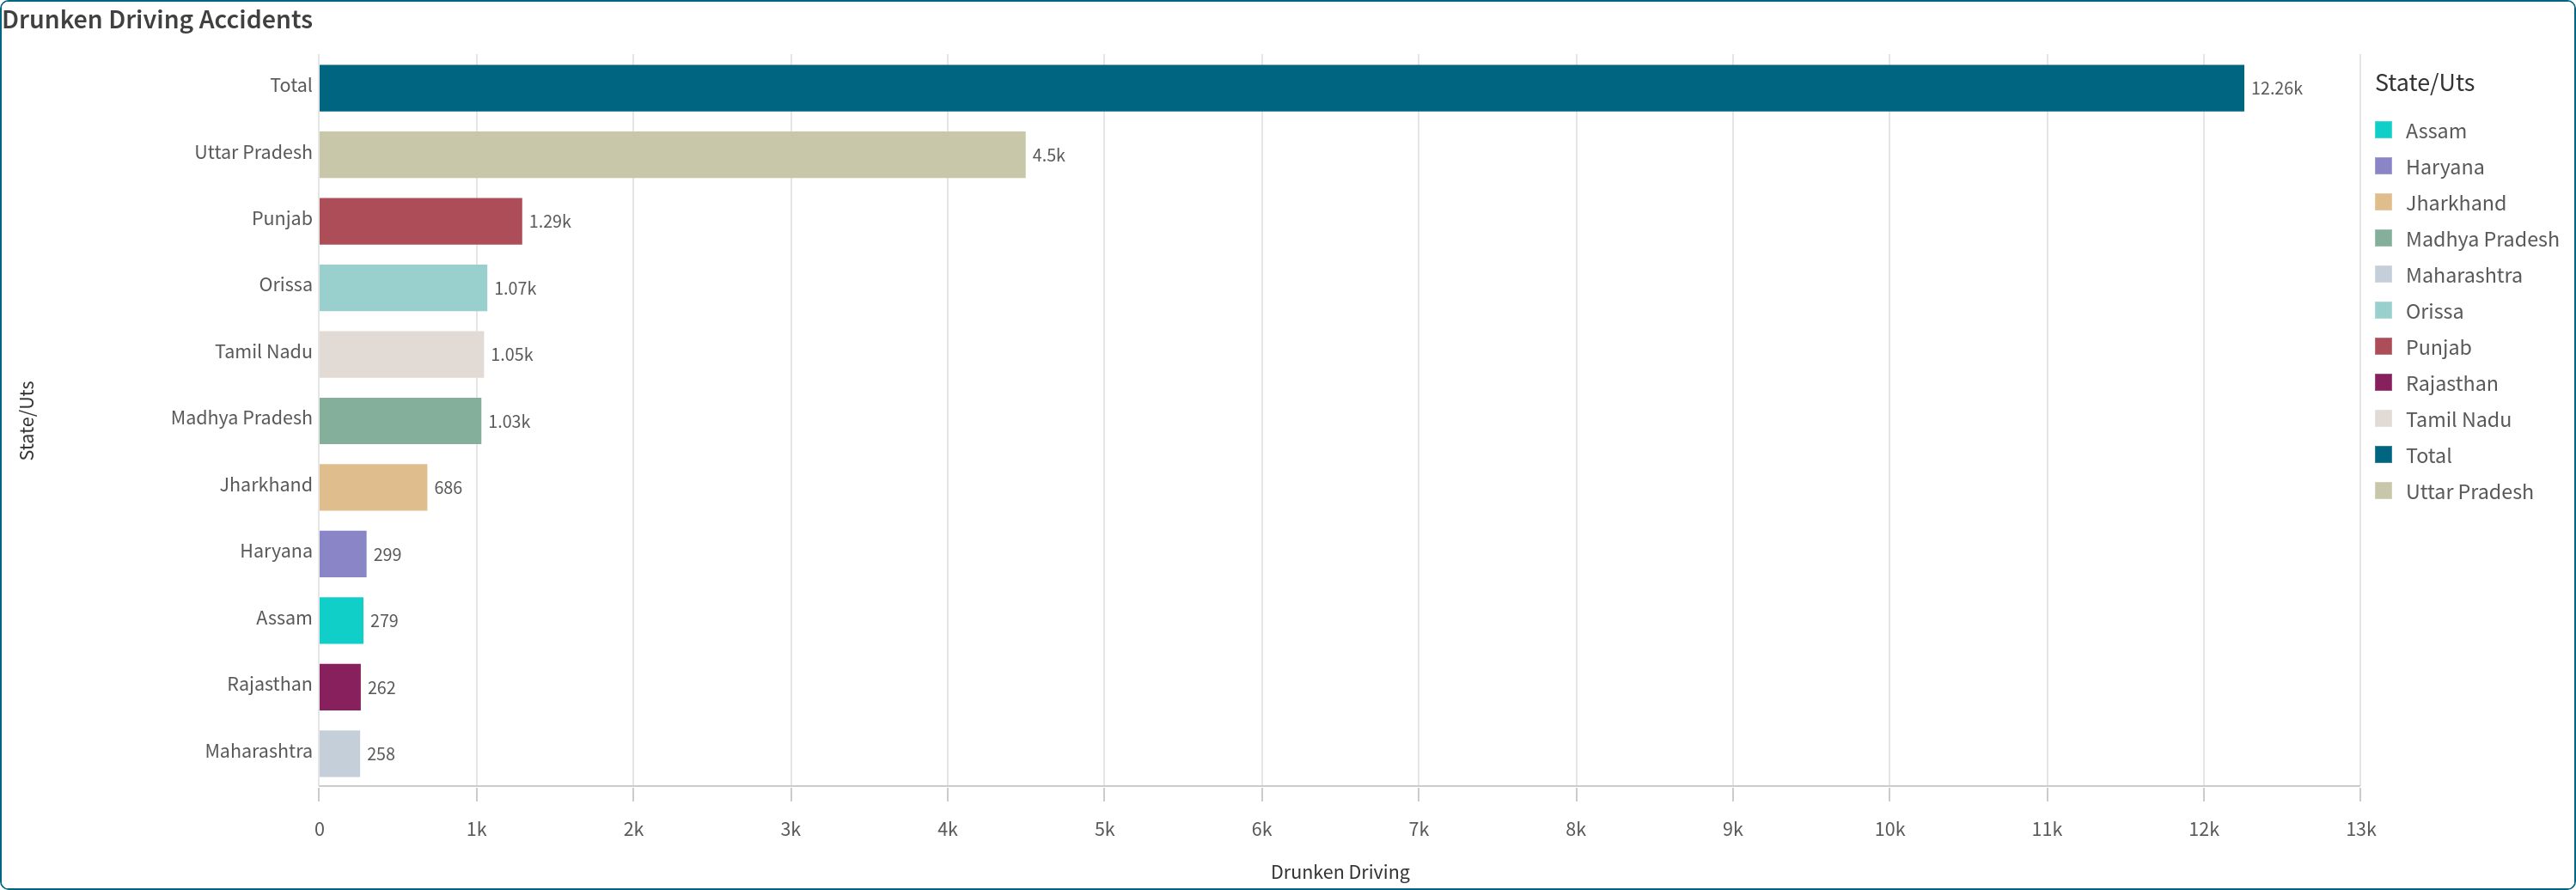 Drunken Driving Accidents
State/Uts
Total 12.26k
Uttar Pradesh 4.5k
Punjab 1.29k
Orissa 1.07k
Tamil Nadu 1.05k
Madhya Pradesh 1.03k
Jharkhand 686
Haryana 299
Assam 279
Rajasthan 262
Maharashtra 258
0 1k 2k 3k 4k 5k 6k 7k 8k 9k 10k 11k 12k 13k
Drunken Driving
State/Uts
Assam
Haryana
Jharkhand
Madhya Pradesh
Maharashtra
Orissa
Punjab
Rajasthan
Tamil Nadu
Total
Uttar Pradesh